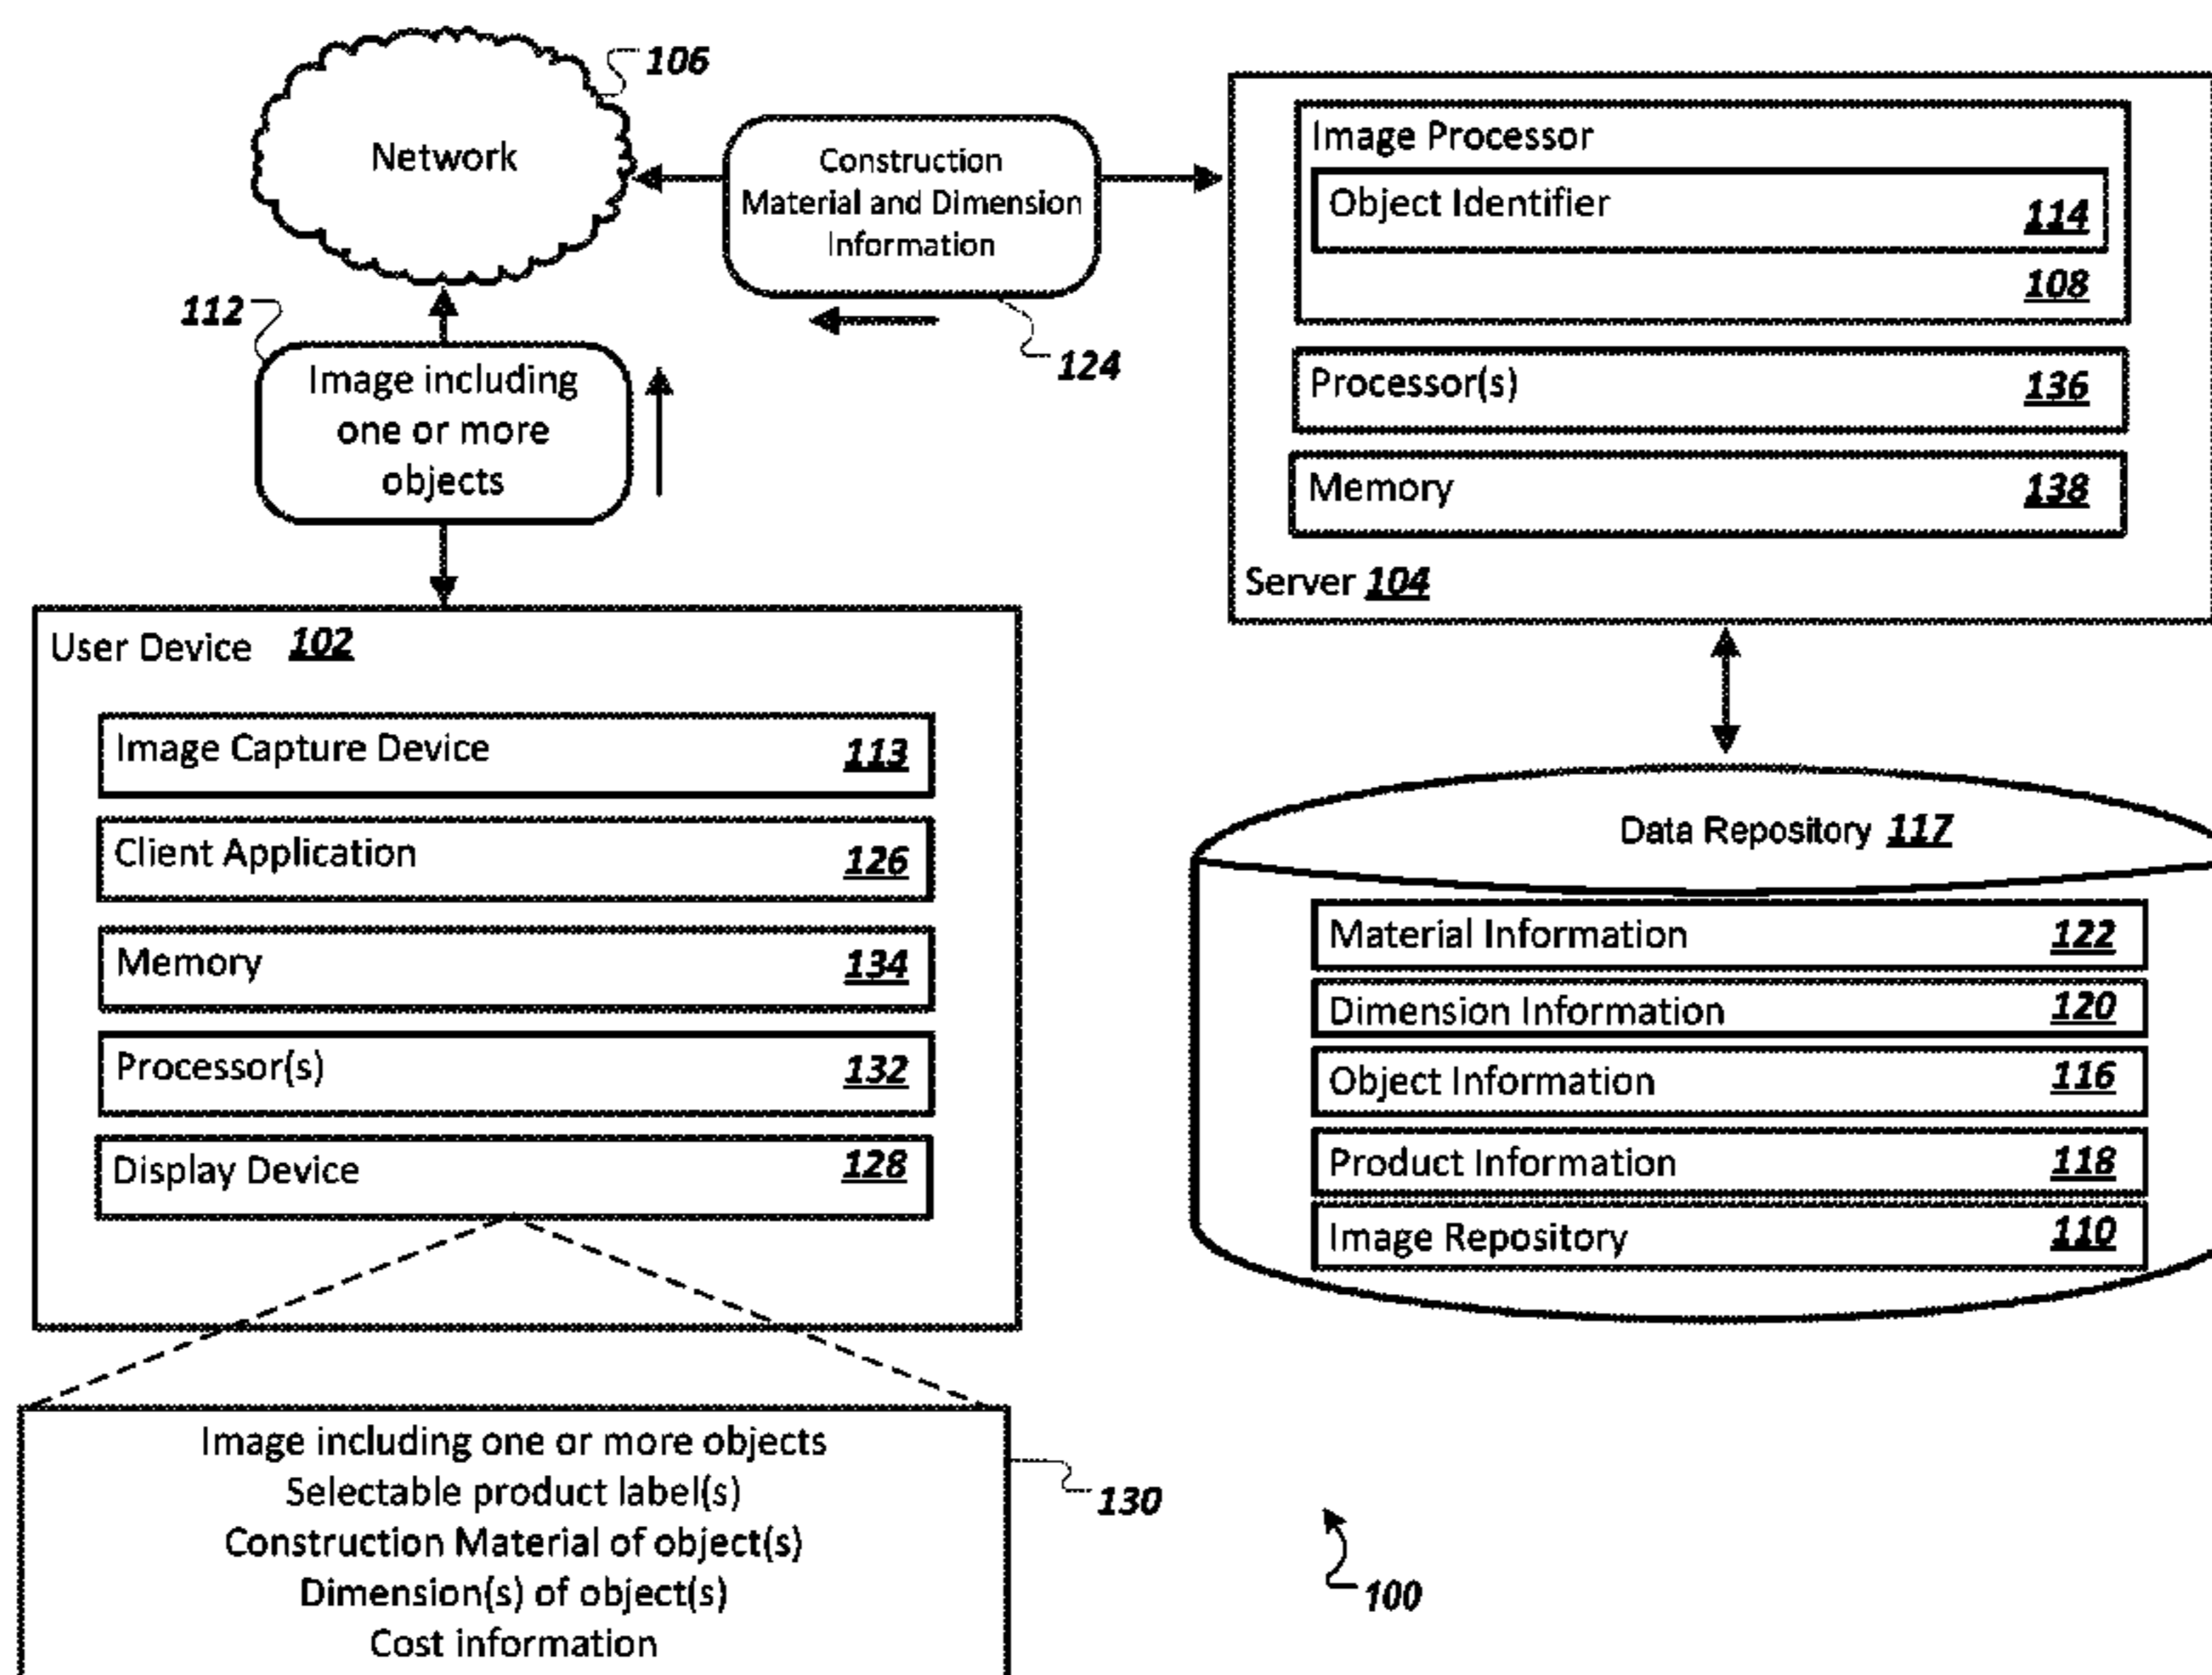 106
Network
Construction
Material and Dimension
Information
124
112
Image including
one or more
objects
Image Processor
Object Identifier 114
108
Processor(s) 136
Memory 138
Server 104
User Device 102
Image Capture Device 113
Client Application 126
Memory 134
Processor(s) 132
Display Device 128
Data Repository 117
Material Information 122
Dimension Information 120
Object Information 116
Product Information 118
Image Repository 110
Image including one or more objects
Selectable product label(s)
Construction Material of object(s)
Dimension(s) of object(s)
Cost information
130
100